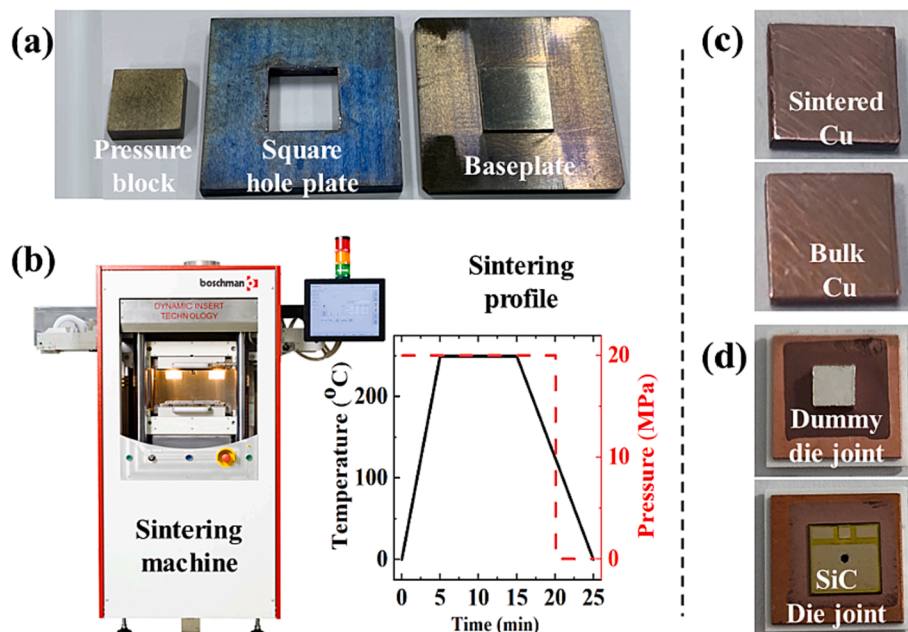 (a)
Pressure
block
Square
hole plate
Baseplate
(b)
boschman
DYNAMIC INSERT
TECHNOLOGY
Sintering
machine
Sintering
profile
Temperature (°C)
200
100
0
20
10
0
Pressure (MPa)
0 5 10 15 20 25
Time (min)
(c)
Sintered
Cu
Bulk
Cu
(d)
Dummy
die joint
SiC
Die joint